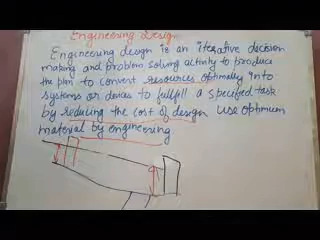 Engineering Design
Engineering design is an iterative decision
making and problem solving activity to produce
the plan to convert resources optimally into
systems or devices to fulfill a specified task
by reducing the cost of design use optimum
material by engineering